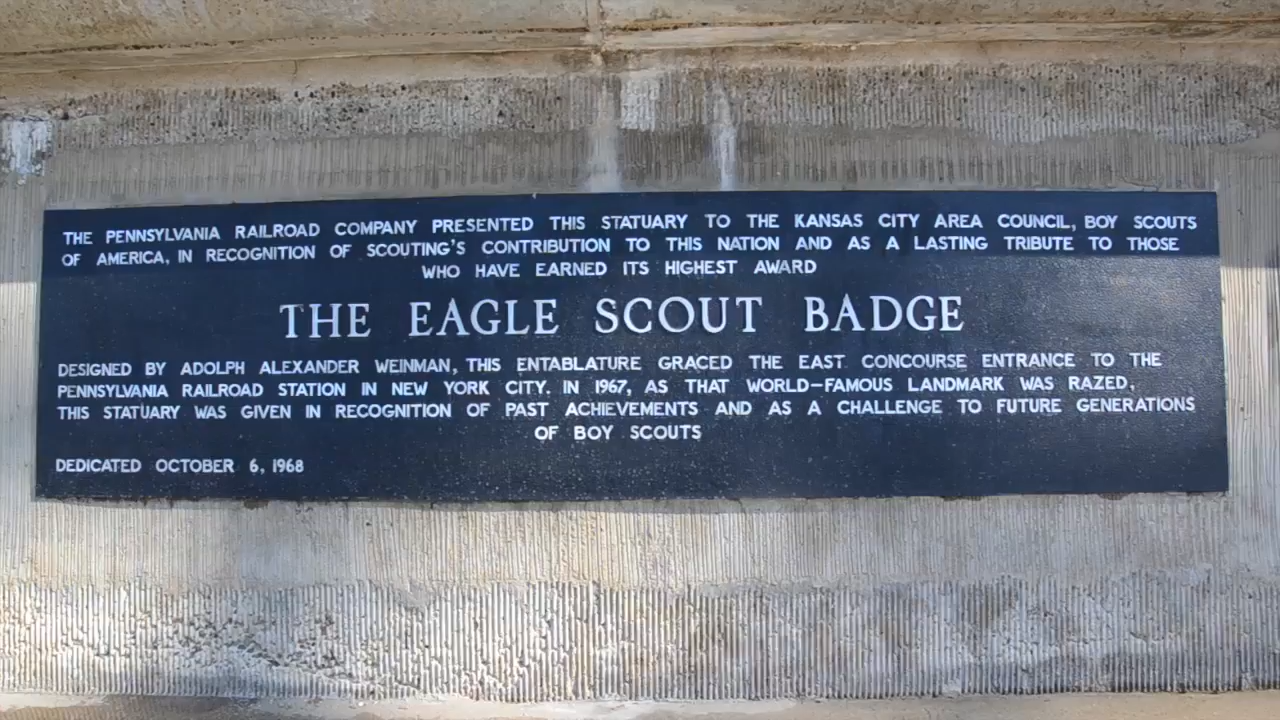 THE PENNSYLVANIA RAILROAD COMPANY PRESENTED THIS STATUARY TO THE KANSAS CITY AREA COUNCIL, BOY SCOUTS
OF AMERICA, IN RECOGNITION OF SCOUTING'S CONTRIBUTION TO THIS NATION AND AS A LASTING TRIBUTE TO THOSE
WHO HAVE EARNED ITS HIGHEST AWARD
THE EAGLE SCOUT BADGE
DESIGNED BY ADOLPH ALEXANDER WEINMAN, THIS ENTABLATURE GRACED THE EAST CONCOURSE ENTRANCE TO THE
PENNSYLVANIA RAILROAD STATION IN NEW YORK CITY. IN 1967, AS THAT WORLD-FAMOUS LANDMARK WAS RAZED,
THIS STATUARY WAS GIVEN IN RECOGNITION OF PAST ACHIEVEMENTS AND AS A CHALLENGE TO FUTURE GENERATIONS
OF BOY SCOUTS
DEDICATED OCTOBER 6, 1968